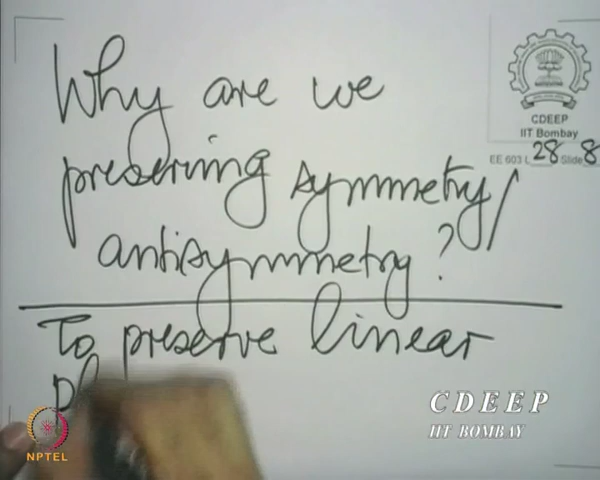 Why are we
preserving symmetry/
antisymmetry?
To preserve linear
CDEEP
IIT Bombay
EE 603 L 28 Slide 8
CDEEP
IIT BOMBAY
NPTEL